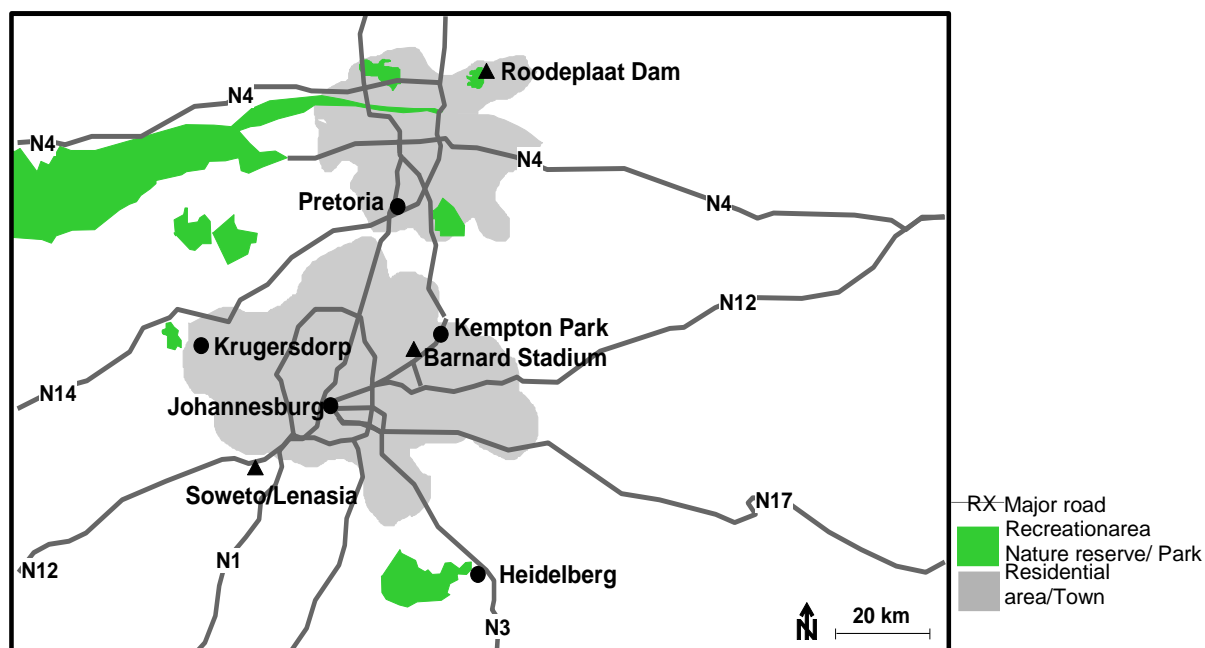 Roodeplaat Dam
N4
N4
N4
N4
Pretoria
N12
Kempton Park
Barnard Stadium
Krugersdorp
N14
Johannesburg
Soweto/Lenasia
N17
N12
N1
Heidelberg
N3
N
20 km
RX Major road
Recreationarea
Nature reserve/ Park
Residential
area/Town